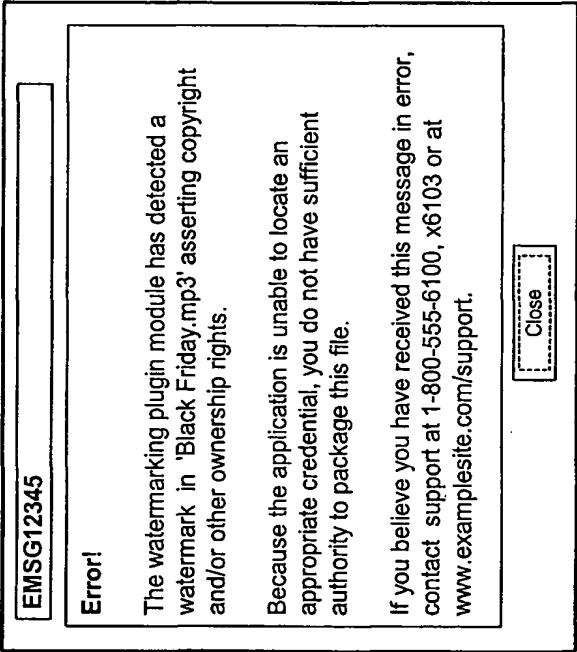 EMSG12345
Error!
The watermarking plugin module has detected a
watermark in 'Black Friday.mp3' asserting copyright
and/or other ownership rights.
Because the application is unable to locate an
appropriate credential, you do not have sufficient
authority to package this file.
If you believe you have received this message in error,
contact support at 1-800-555-6100, x6103 or at
www.examplesite.com/support.
Close